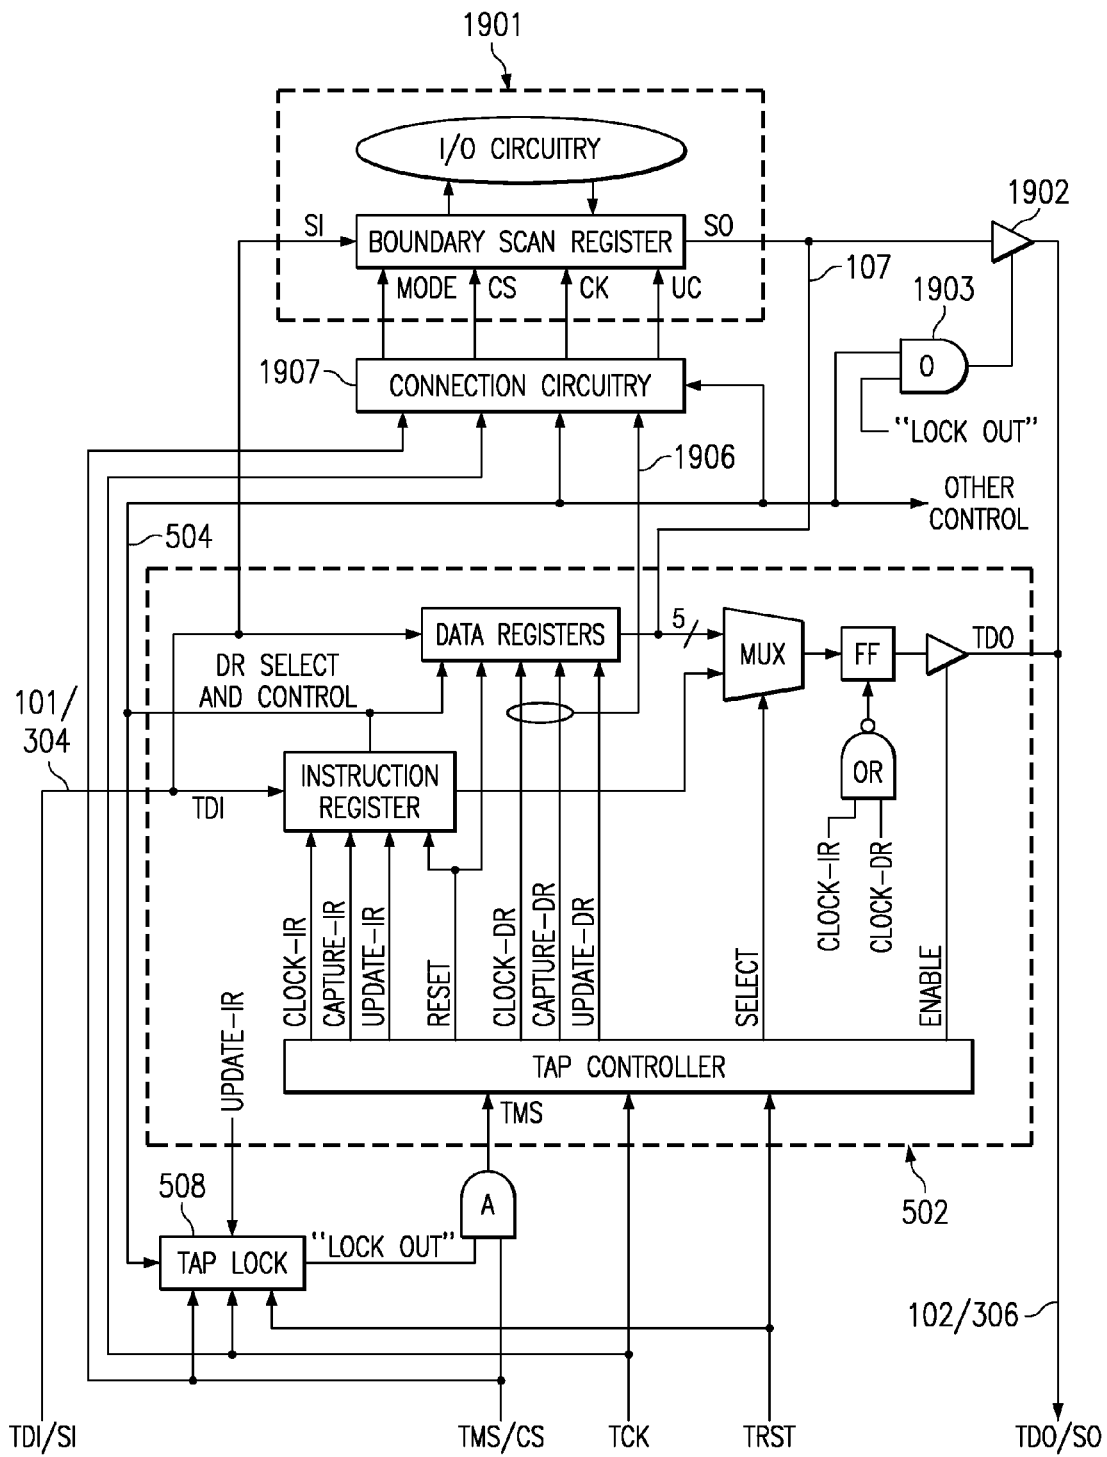 1901
I/O CIRCUITRY
1902
SI
BOUNDARY SCAN REGISTER
SO
107
MODE
CS
CK
UC
1903
O
1907
CONNECTION CIRCUITRY
"LOCK OUT"
1906
OTHER
CONTROL
504
DATA REGISTERS
5
MUX
FF
TDO
DR SELECT
AND CONTROL
101/
304
INSTRUCTION
REGISTER
OR
TDI
CLOCK-IR
CLOCK-DR
CLOCK-IR
CAPTURE-IR
UPDATE-IR
RESET
CLOCK-DR
CAPTURE-DR
UPDATE-DR
SELECT
ENABLE
UPDATE-IR
TAP CONTROLLER
TMS
508
A
502
TAP LOCK
"LOCK OUT"
102/306
TDI/SI
TMS/CS
TCK
TRST
TDO/SO